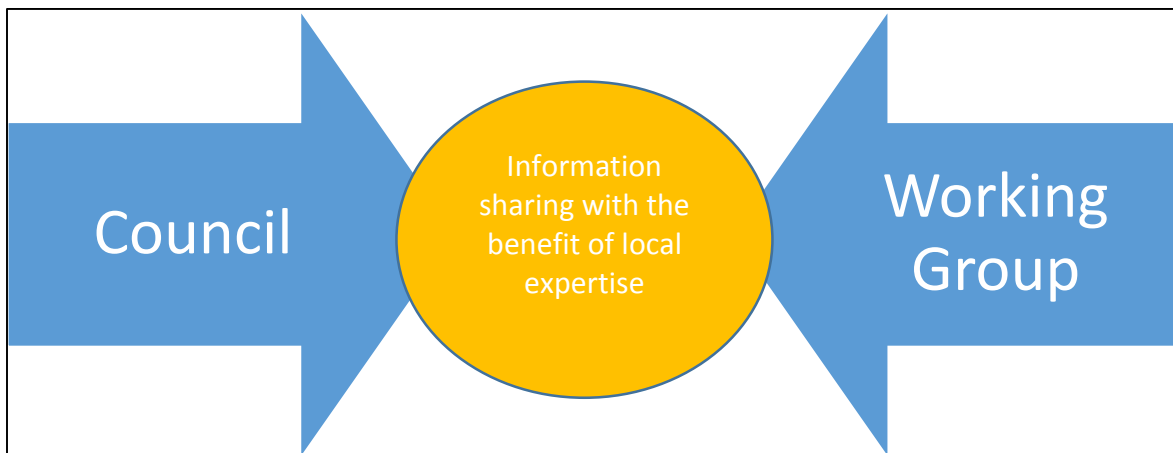 Council
Information
sharing with the
benefit of local
expertise
Working
Group